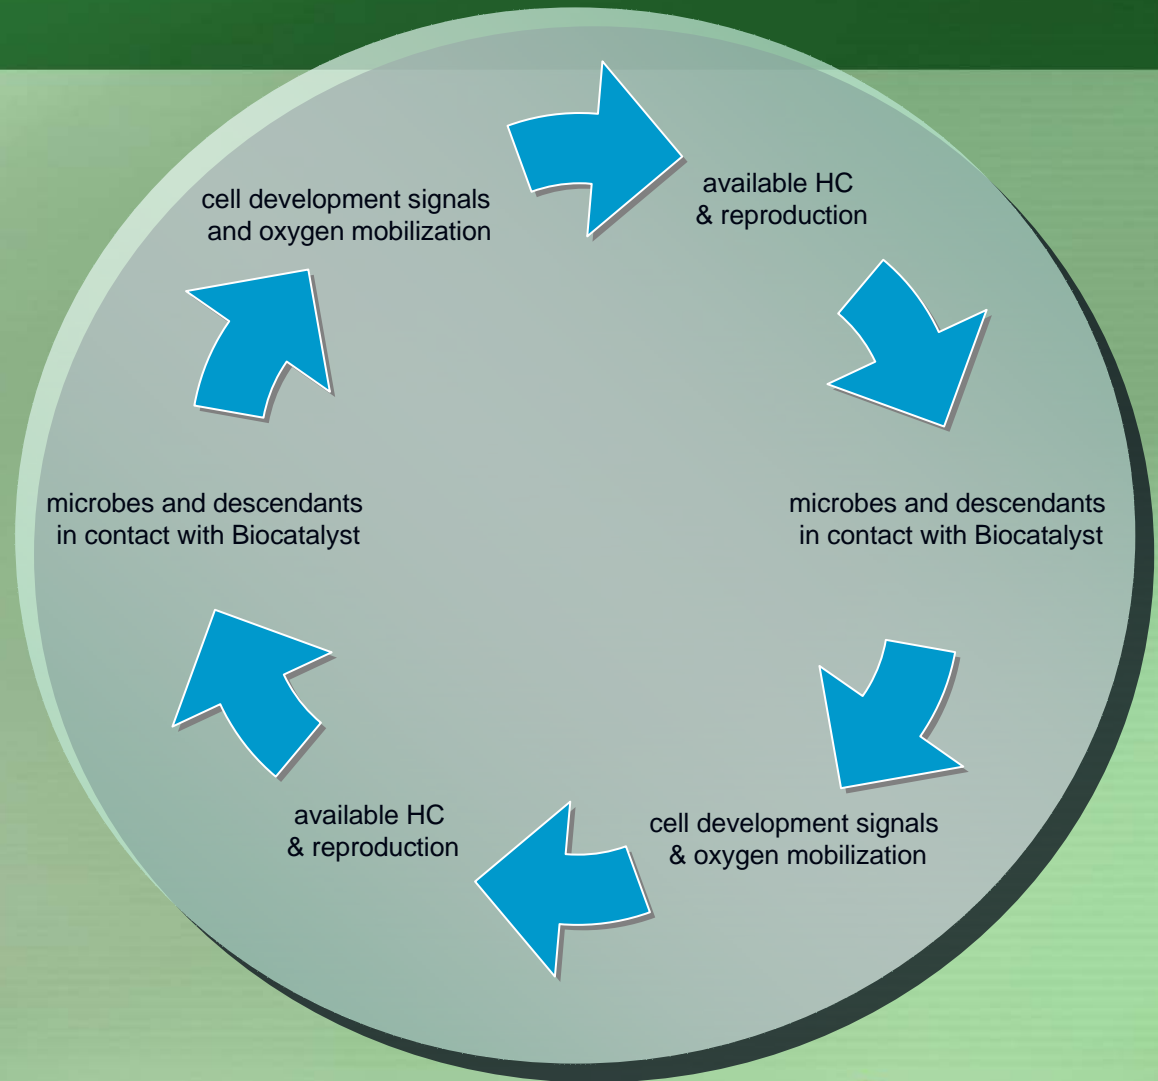 cell development signals
and oxygen mobilization
available HC
& reproduction
microbes and descendants
in contact with Biocatalyst
microbes and descendants
in contact with Biocatalyst
available HC
& reproduction
cell development signals
& oxygen mobilization